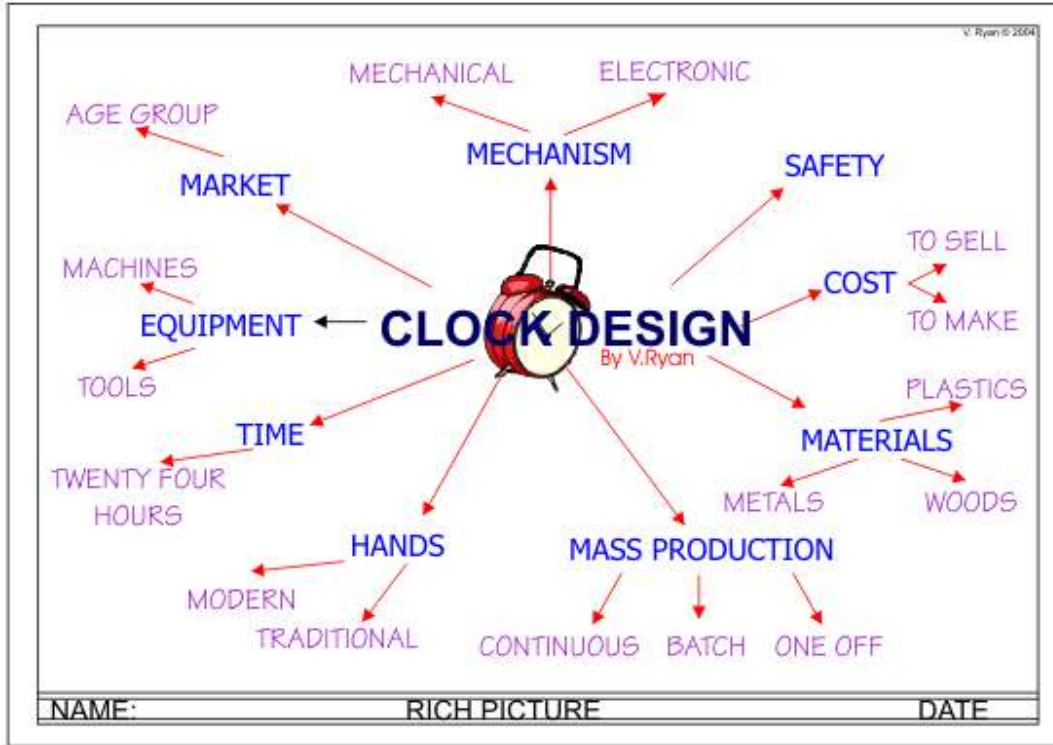 V. Ryan © 2004
MECHANICAL
ELECTRONIC
AGE GROUP
MECHANISM
SAFETY
MARKET
TO SELL
MACHINES
COST
EQUIPMENT
CLOCK DESIGN
TO MAKE
By V.Ryan
TOOLS
PLASTICS
TIME
MATERIALS
TWENTY FOUR
HOURS
METALS
WOODS
HANDS
MASS PRODUCTION
MODERN
TRADITIONAL
CONTINUOUS
BATCH
ONE OFF
NAME:
RICH PICTURE
DATE